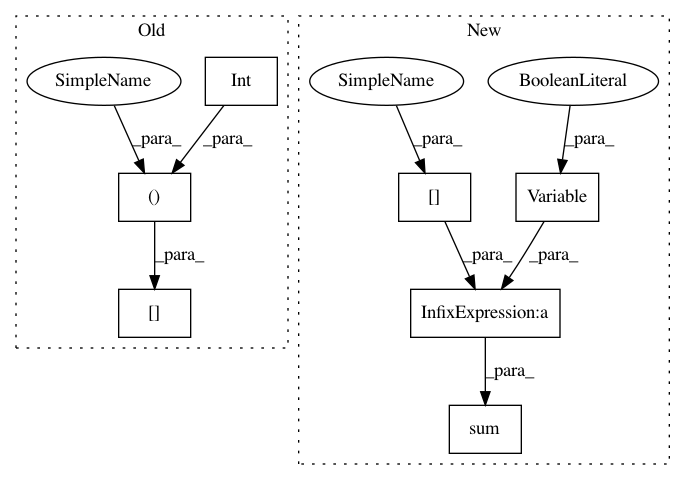 Old
New
SimpleName
Int
SimpleName
BooleanLiteral
_para_
_para_
_para_
_para_
()
[]
Variable
_para_
_para_
_para_
[]
InfixExpression:a
_para_
sum